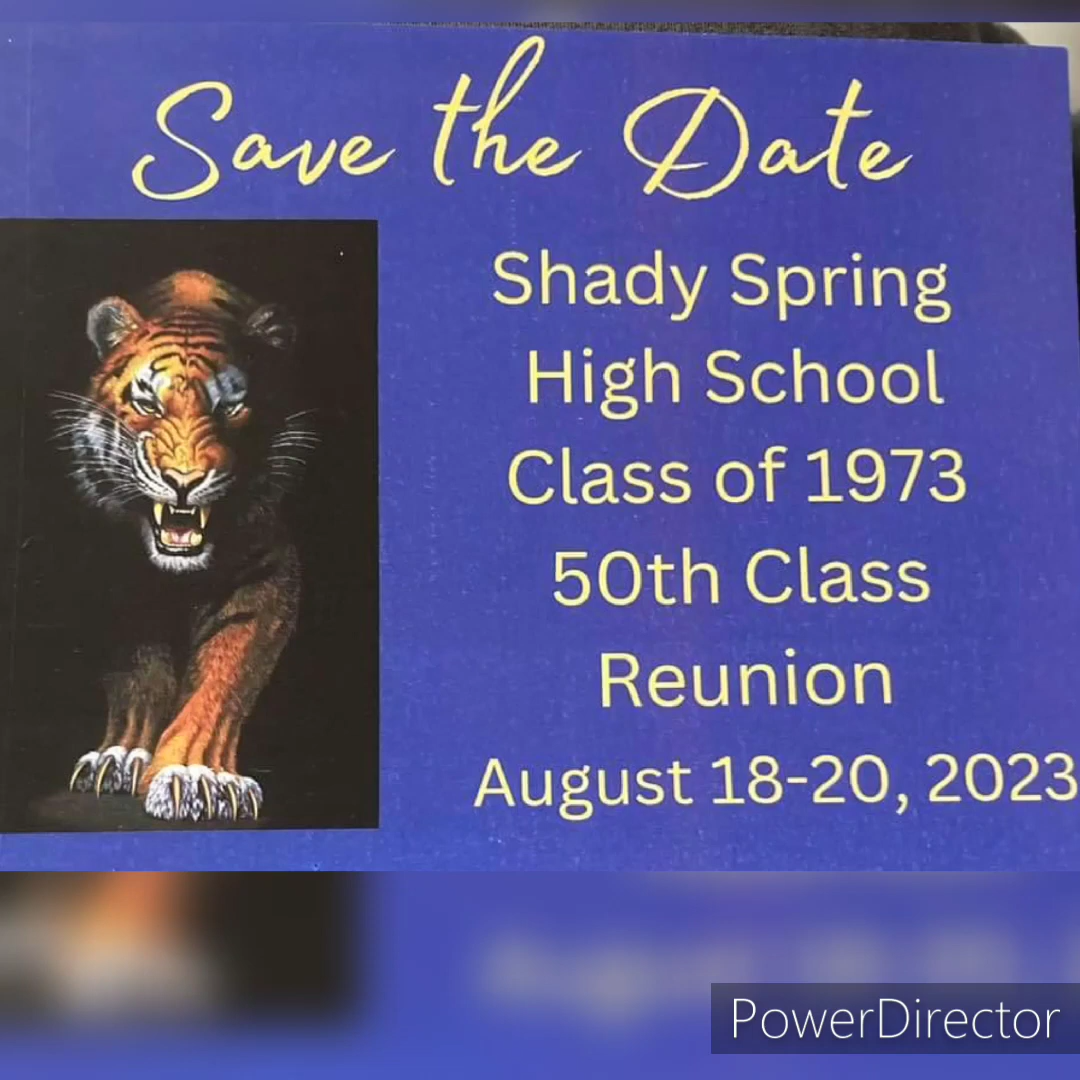 Save the Date
Shady Spring
High School
Class of 1973
50th Class
Reunion
August 18-20, 2023
PowerDirector